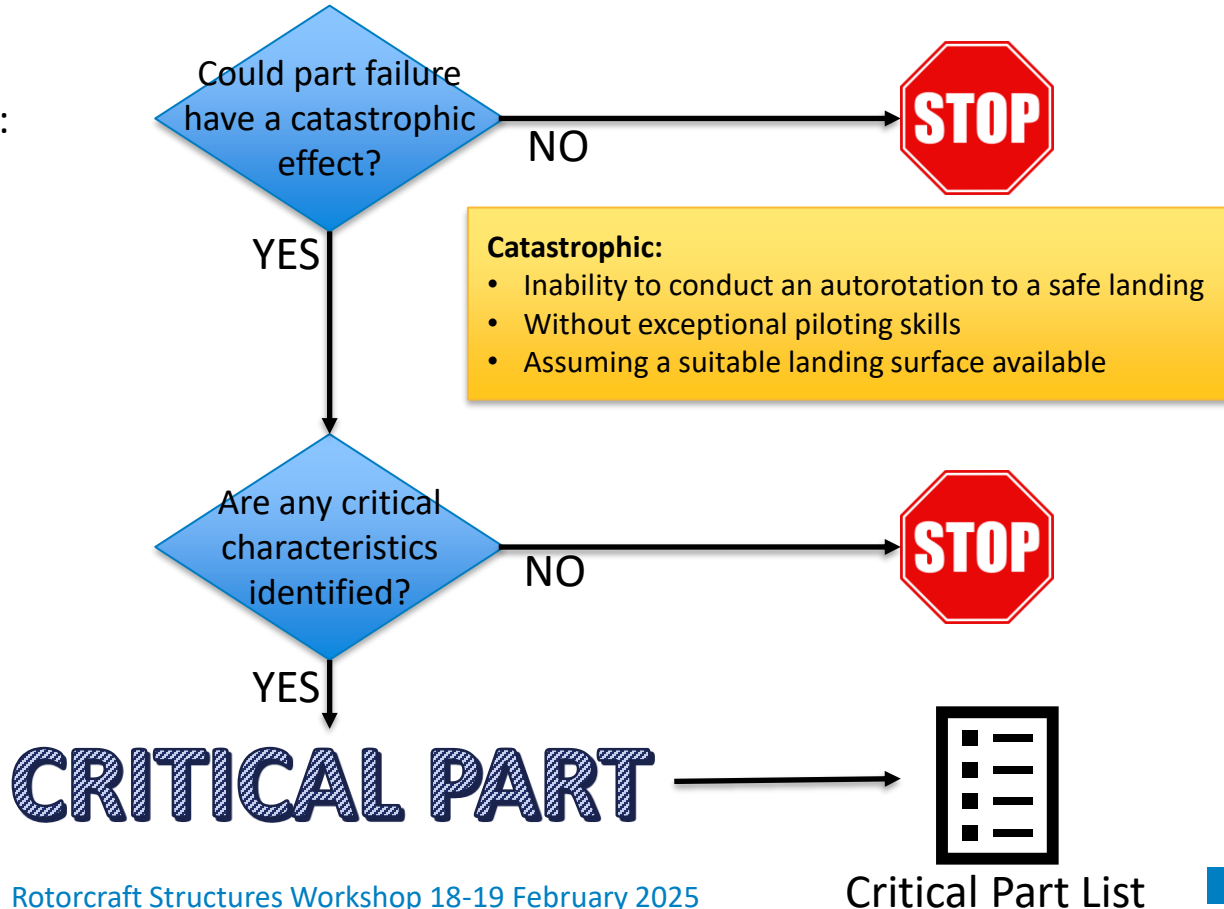 Could part failure
have a catastrophic
effect?
:
NO
STOP
YES
Catastrophic:
• Inability to conduct an autorotation to a safe landing
• Without exceptional piloting skills
• Assuming a suitable landing surface available
Are any critical
characteristics
identified?
NO
STOP
YES
CRITICAL PART
Critical Part List
Rotorcraft Structures Workshop 18-19 February 2025